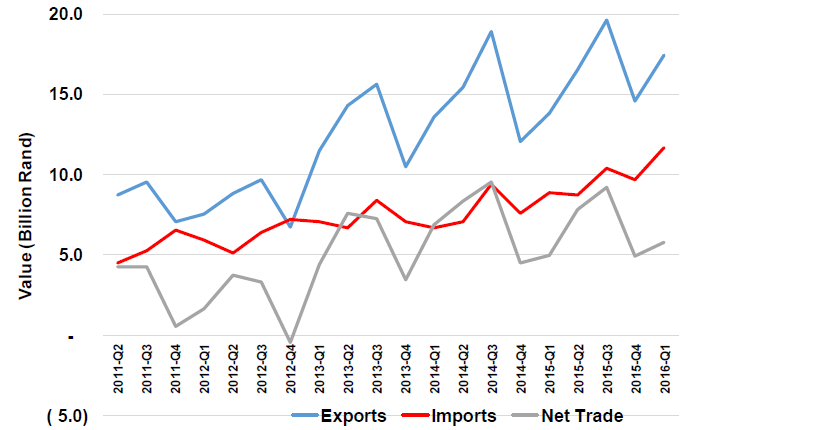 20.0
15.0
10.0
5.0
-
( 5.0)
Value (Billion Rand)
2011-Q2
2011-Q3
2011-Q4
2012-Q1
2012-Q2
2012-Q3
2012-Q4
2013-Q1
2013-Q2
2013-Q3
2013-Q4
2014-Q1
2014-Q2
2014-Q3
2014-Q4
2015-Q1
2015-Q2
2015-Q3
2015-Q4
2016-Q1
Exports Imports Net Trade